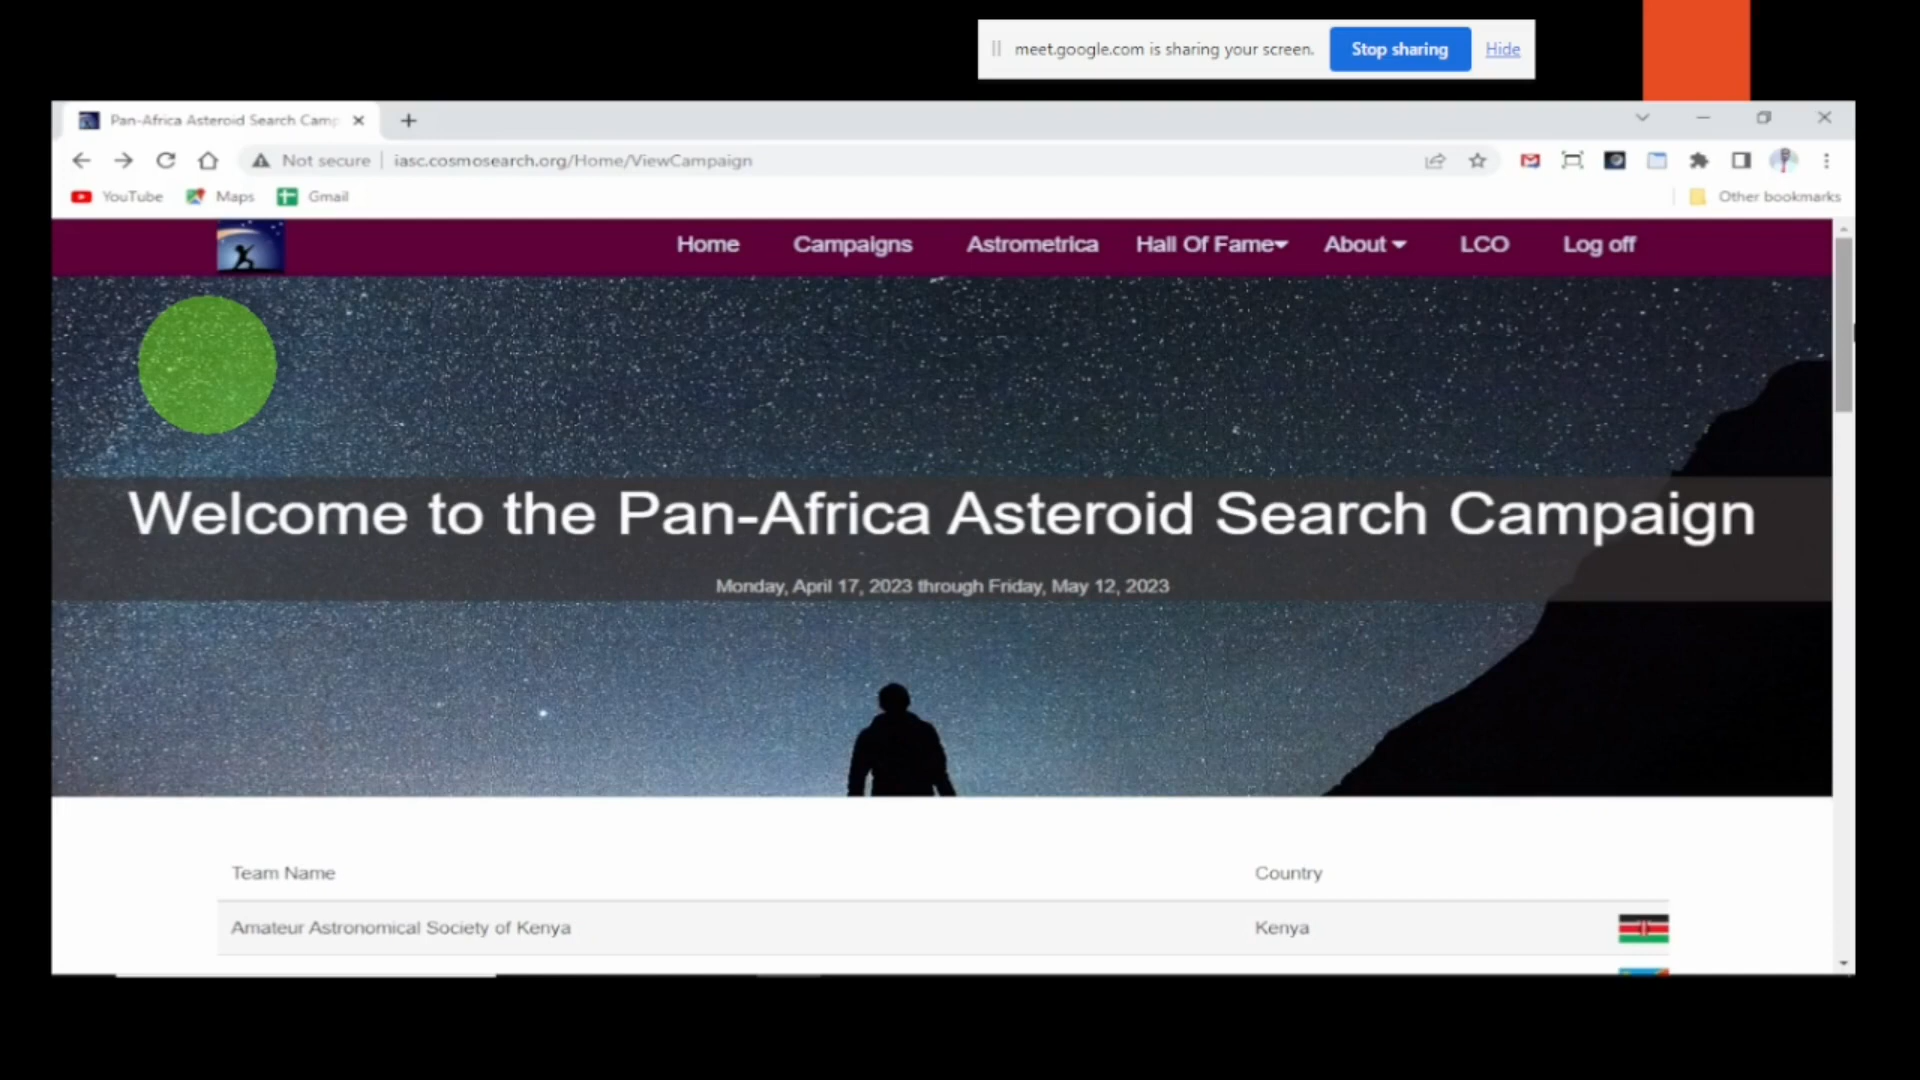 meet.google.com is sharing your screen. Stop sharing Hide
Pan-Africa Asteroid Search Camp
Not secure iasc.cosmosearch.org/Home/ViewCampaign
YouTube Maps Gmail Other bookmarks
Home Campaigns Astrometrica Hall Of Fame About LCO Log off
Welcome to the Pan-Africa Asteroid Search Campaign
Monday, April 17, 2023 through Friday, May 12, 2023
Team Name Country
Amateur Astronomical Society of Kenya Kenya